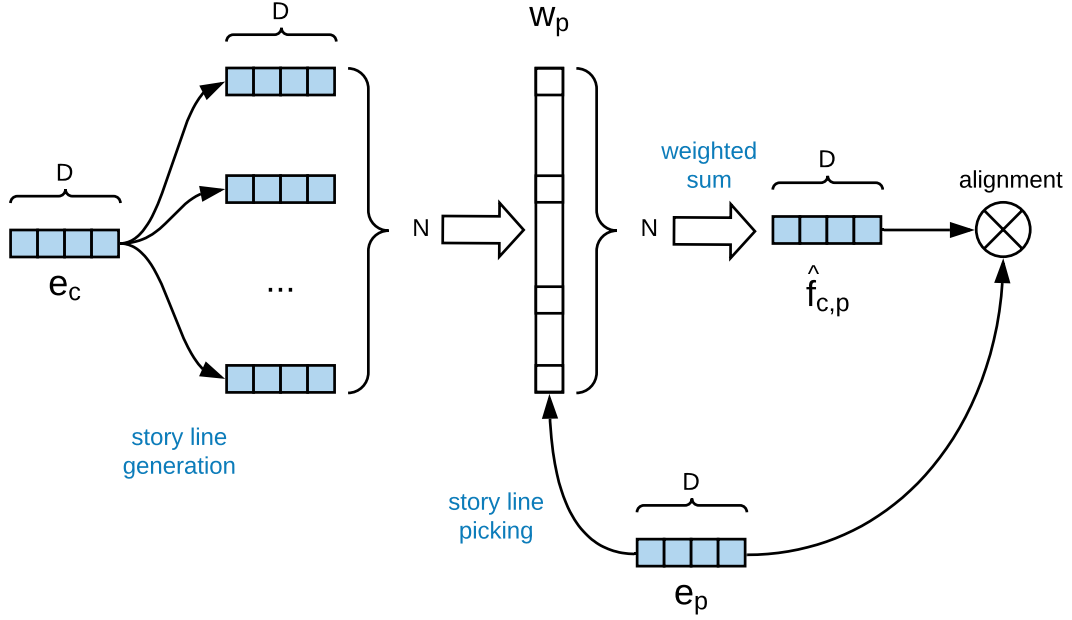 D
w_p
D
e_c
...
N
story line
generation
weighted
sum
N
D
f̂_c,p
alignment
story line
picking
D
e_p